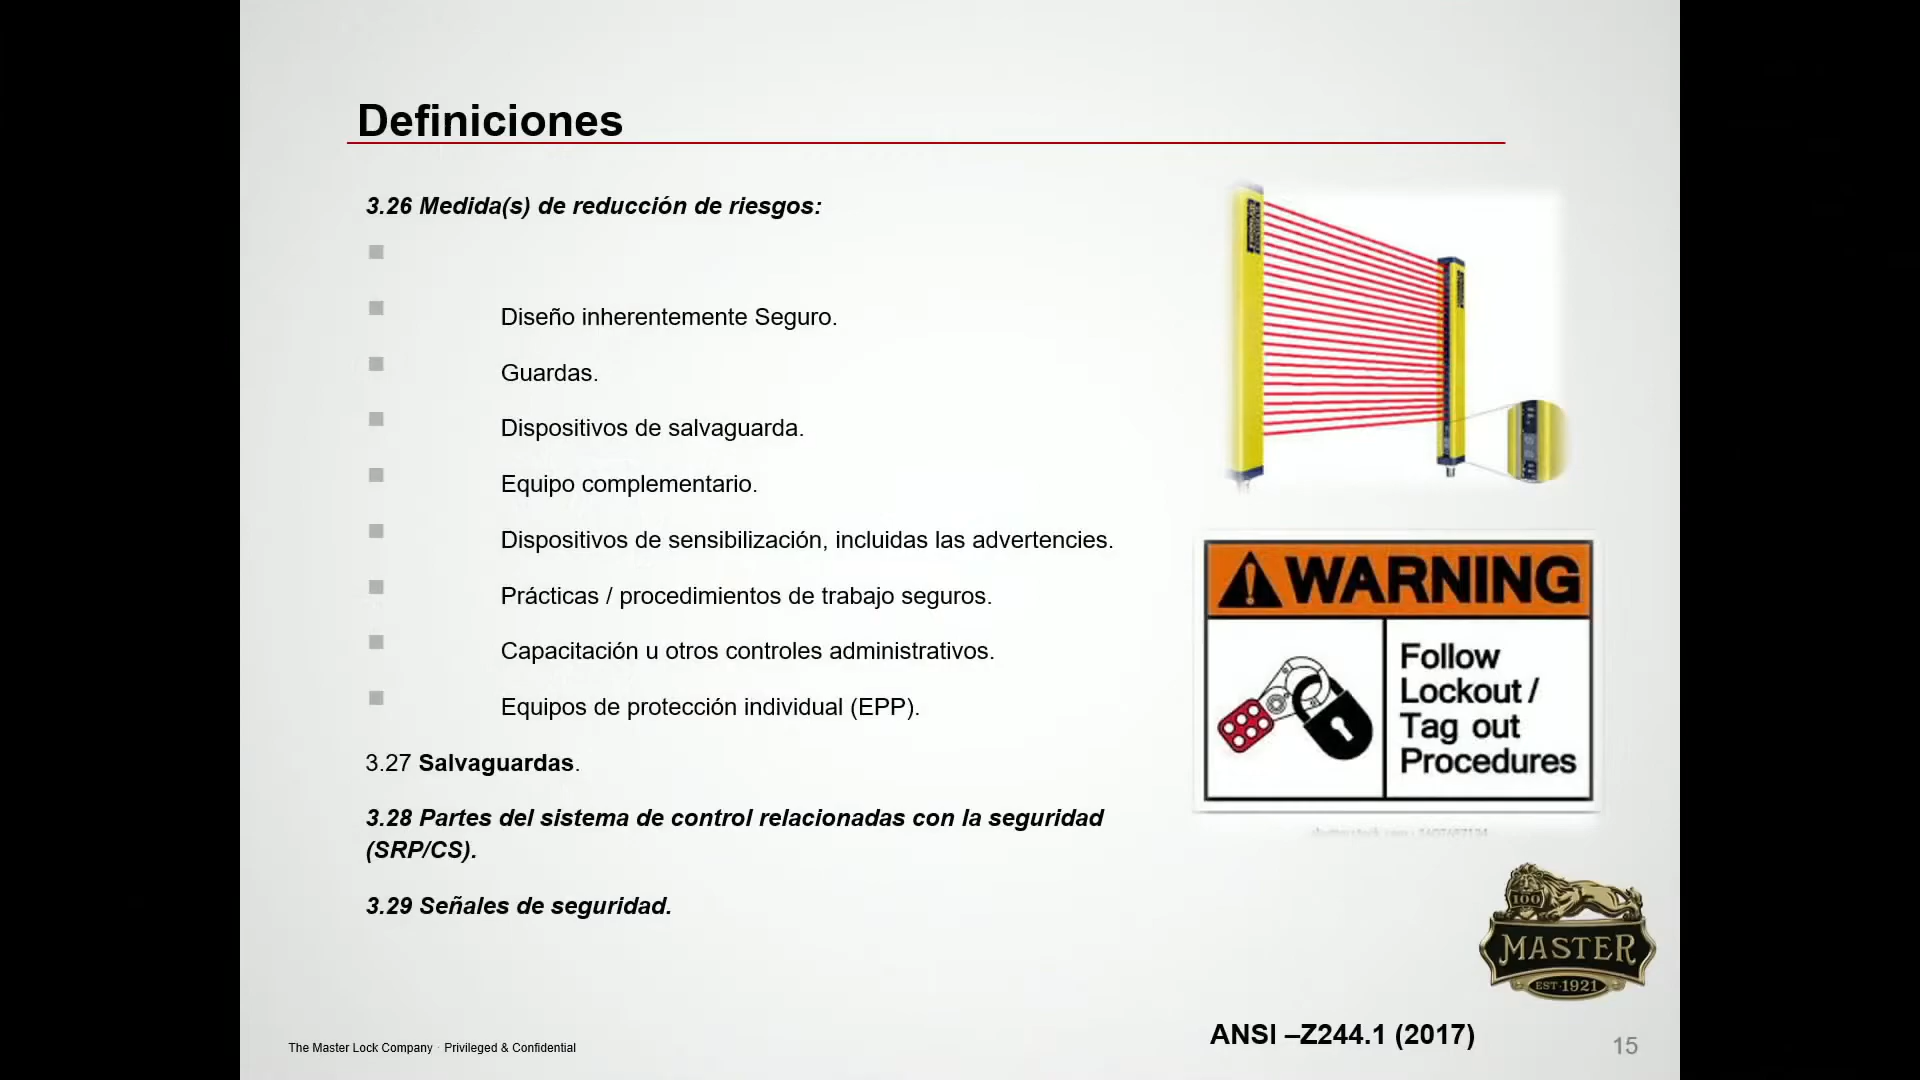 Definiciones
3.26 Medida(s) de reducción de riesgos:
Diseño inherentemente Seguro.
Guardas.
Dispositivos de salvaguarda.
Equipo complementario.
Dispositivos de sensibilización, incluidas las advertencies.
Prácticas / procedimientos de trabajo seguros.
Capacitación u otros controles administrativos.
Equipos de protección individual (EPP).
3.27 Salvaguardas.
3.28 Partes del sistema de control relacionadas con la seguridad
(SRP/CS).
3.29 Señales de seguridad.
WARNING
Follow
Lockout /
Tag out
Procedures
100
MASTER
EST 1921
ANSI –Z244.1 (2017)
The Master Lock Company · Privileged & Confidential
15